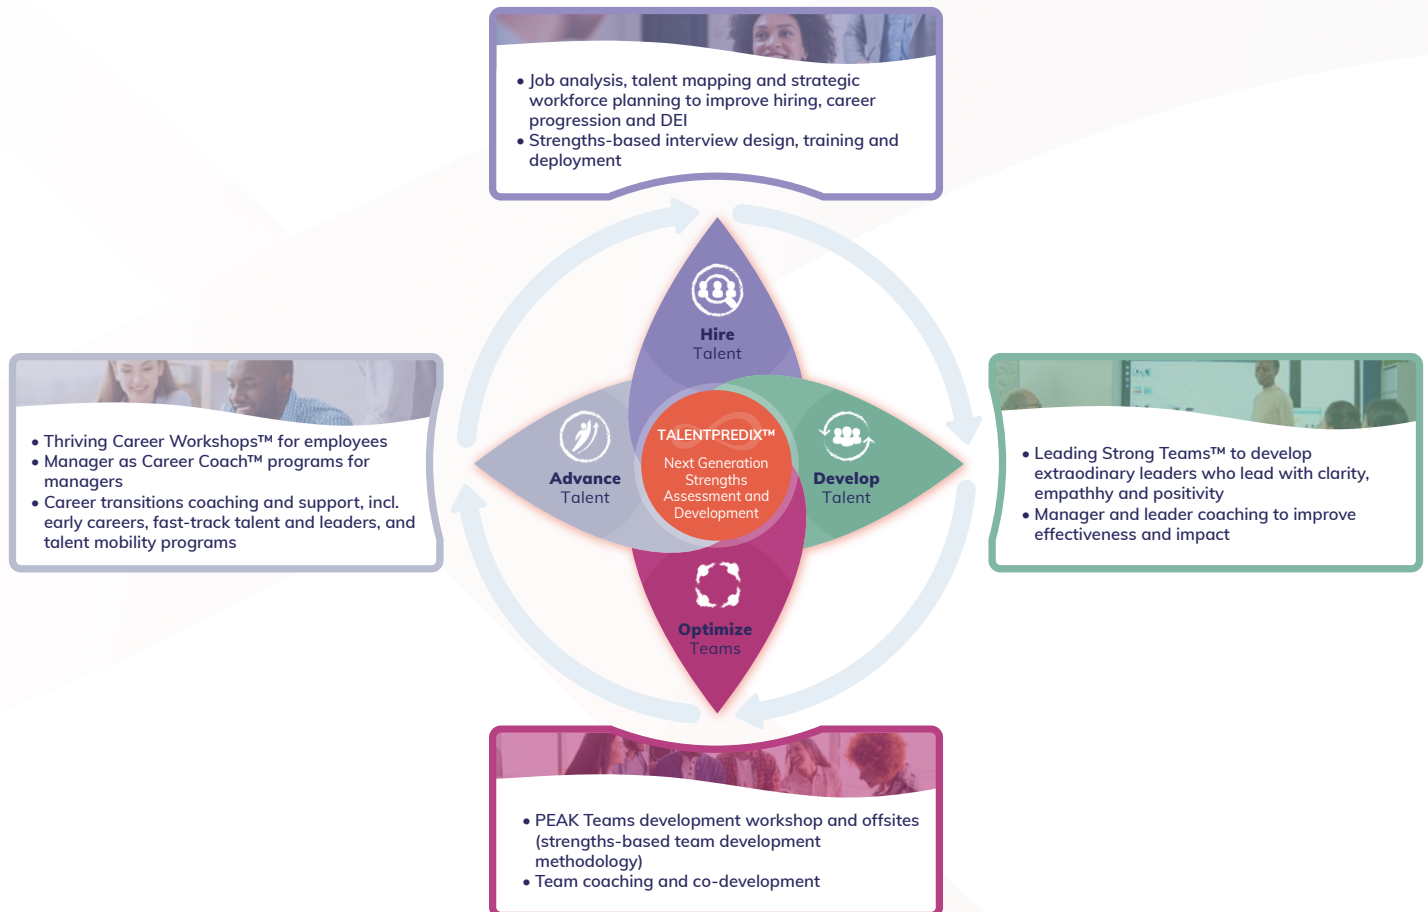 • Job analysis, talent mapping and strategic
workforce planning to improve hiring, career
progression and DEI
• Strengths-based interview design, training and
deployment
Hire
Talent
• Thriving Career Workshops™ for employees
• Manager as Career Coach™ programs for
managers
• Career transitions coaching and support, incl.
early careers, fast-track talent and leaders, and
talent mobility programs
Advance
Talent
TALENTPREDIX™
Next Generation
Strengths
Assessment and
Development
Develop
Talent
• Leading Strong Teams™ to develop
extraodinary leaders who lead with clarity,
empathhy and positivity
• Manager and leader coaching to improve
effectiveness and impact
Optimize
Teams
• PEAK Teams development workshop and offsites
(strengths-based team development
methodology)
• Team coaching and co-development